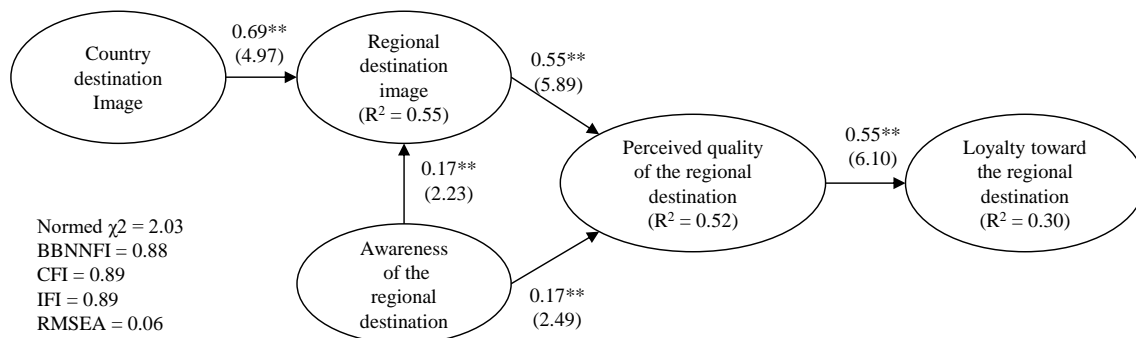 Country
destination
Image
0.69**
(4.97)
Regional
destination
image
(R² = 0.55)
0.55**
(5.89)
0.17**
(2.23)
Perceived quality
of the regional
destination
(R² = 0.52)
0.55**
(6.10)
Loyalty toward
the regional
destination
(R² = 0.30)
Awareness
of the
regional
destination
0.17**
(2.49)
Normed χ2 = 2.03
BBNNFI = 0.88
CFI = 0.89
IFI = 0.89
RMSEA = 0.06